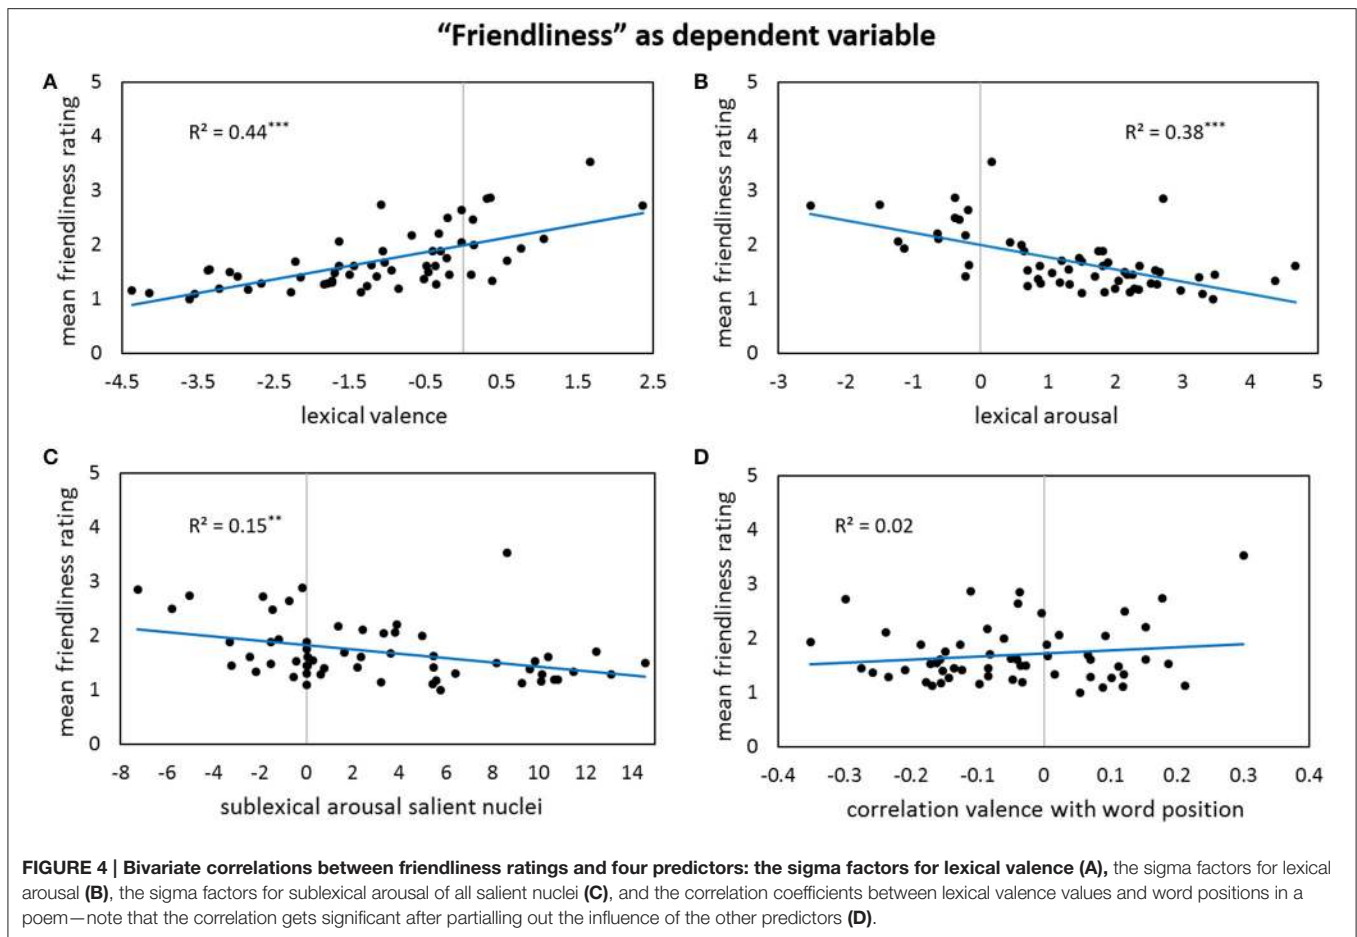 “Friendliness” as dependent variable
A
5
4
3
2
1
0
mean friendliness rating
R² = 0.44***
-4.5 -3.5 -2.5 -1.5 -0.5 0.5 1.5 2.5
lexical valence
B
5
4
3
2
1
0
mean friendliness rating
R² = 0.38***
-3 -2 -1 0 1 2 3 4 5
lexical arousal
C
5
4
3
2
1
0
mean friendliness rating
R² = 0.15**
-8 -6 -4 -2 0 2 4 6 8 10 12 14
sublexical arousal salient nuclei
D
5
4
3
2
1
0
mean friendliness rating
R² = 0.02
-0.4 -0.3 -0.2 -0.1 0 0.1 0.2 0.3 0.4
correlation valence with word position
FIGURE 4 | Bivariate correlations between friendliness ratings and four predictors: the sigma factors for lexical valence (A), the sigma factors for lexical
arousal (B), the sigma factors for sublexical arousal of all salient nuclei (C), and the correlation coefficients between lexical valence values and word positions in a
poem—note that the correlation gets significant after partialling out the influence of the other predictors (D).